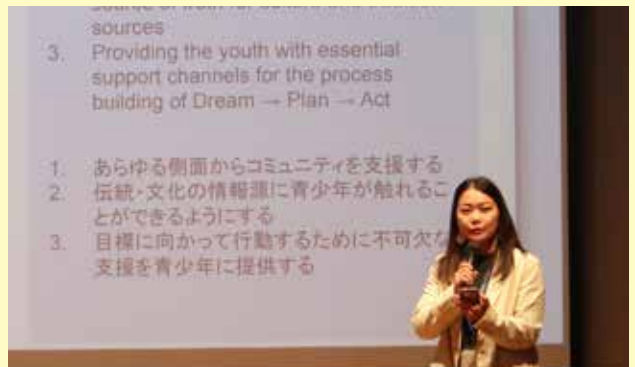 sources
3. Providing the youth with essential
support channels for the process
building of Dream → Plan → Act
1. あらゆる側面からコミュニティを支援する
2. 伝統・文化の情報源に青少年が触れるこ
とができるようにする
3. 目標に向かって行動するために不可欠な
支援を青少年に提供する